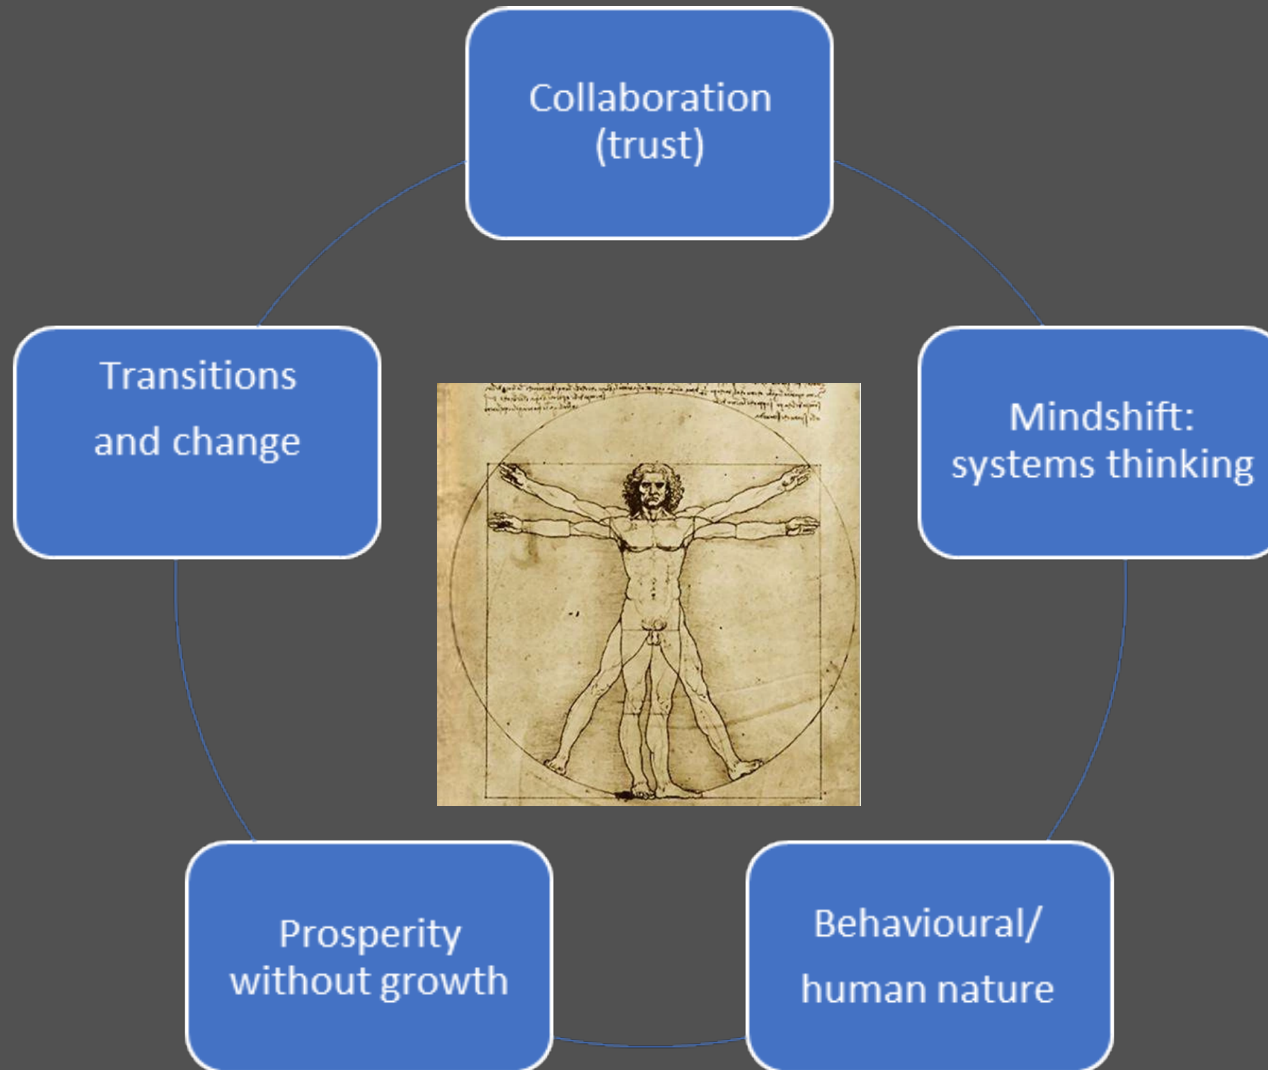 Collaboration
(trust)
Transitions
and change
Mindshift:
systems thinking
Prosperity
without growth
Behavioural/
human nature